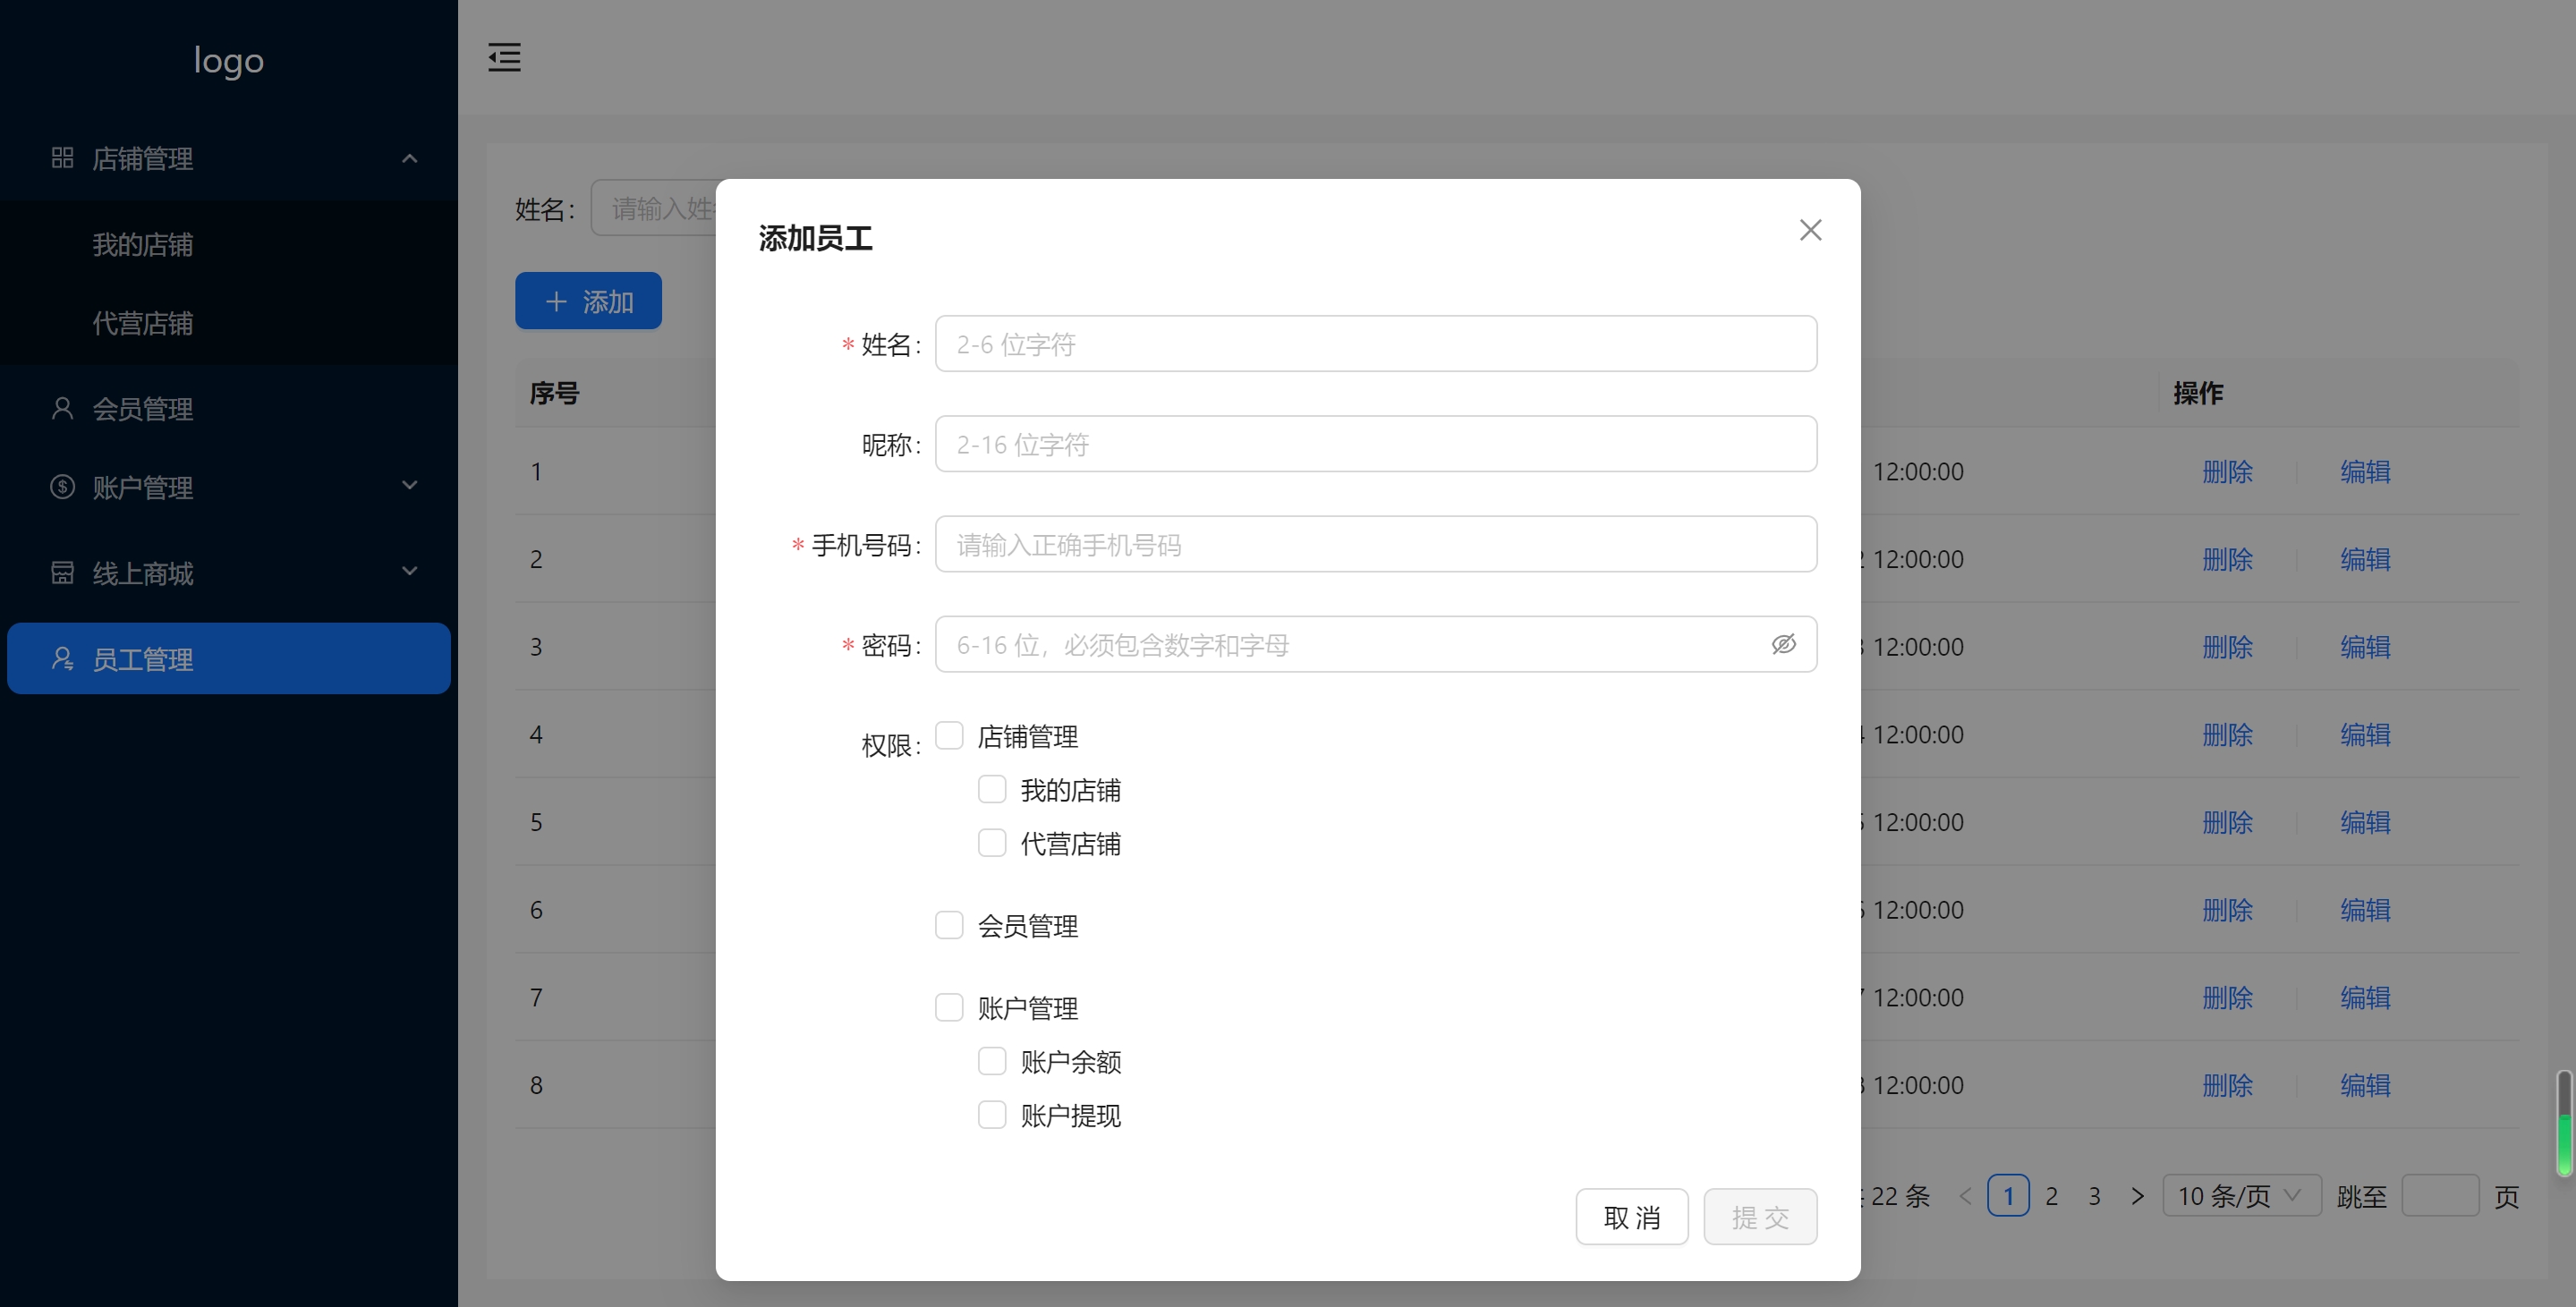 logo
店铺管理
我的店铺
代营店铺
会员管理
账户管理
线上商城
员工管理
姓名:
请输入姓
添加
序号
操作
1
12:00:00
删除
编辑
2
12:00:00
删除
编辑
3
12:00:00
删除
编辑
4
12:00:00
删除
编辑
5
12:00:00
删除
编辑
6
12:00:00
删除
编辑
7
12:00:00
删除
编辑
8
12:00:00
删除
编辑
22 条
1
2
3
10 条/页
跳至
页
添加员工
* 姓名:
2-6 位字符
昵称:
2-16 位字符
* 手机号码:
请输入正确手机号码
* 密码:
6-16 位，必须包含数字和字母
权限:
店铺管理
我的店铺
代营店铺
会员管理
账户管理
账户余额
账户提现
取 消
提 交